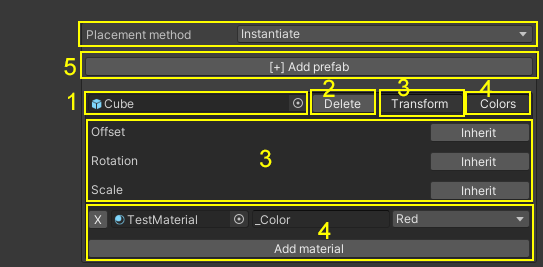 Placement method Instantiate
5 [+] Add prefab
2 3 4
1 Cube Delete Transform Colors
Offset Inherit
3
Rotation Inherit
Scale Inherit
X TestMaterial _Color Red
4
Add material